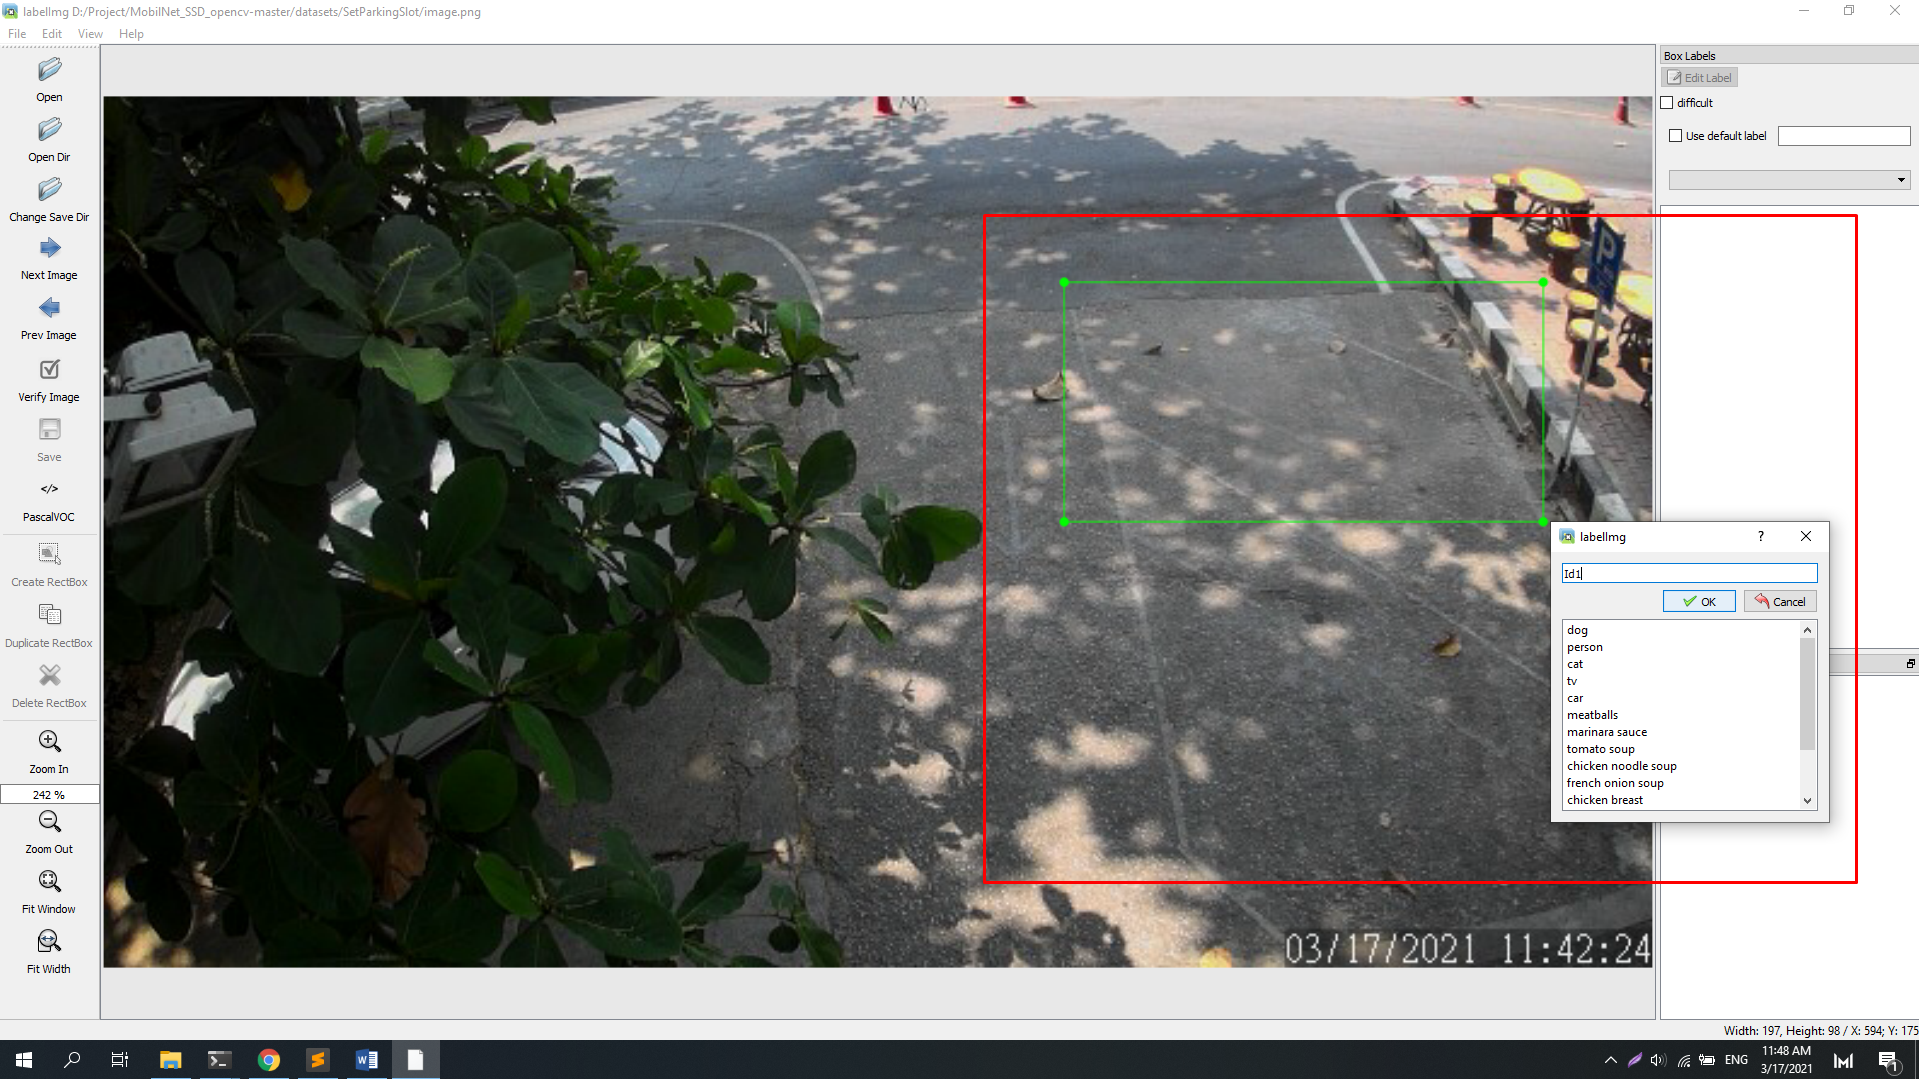 labelImg D:/Project/MobilNet_SSD_opencv-master/datasets/SetParkingSlot/image.png
File Edit View Help
Open
Open Dir
Change Save Dir
Next Image
Prev Image
Verify Image
Save
</>
PascalVOC
Create RectBox
Duplicate RectBox
Delete RectBox
Zoom In
242 %
Zoom Out
Fit Window
Fit Width
P
03/17/2021 11:42:24
Box Labels
Edit Label
difficult
Use default label
labelImg
?
Id1
OK Cancel
dog
person
cat
tv
car
meatballs
marinara sauce
tomato soup
chicken noodle soup
french onion soup
chicken breast
Width: 197, Height: 98 / X: 594; Y: 175
ENG
11:48 AM
3/17/2021
1